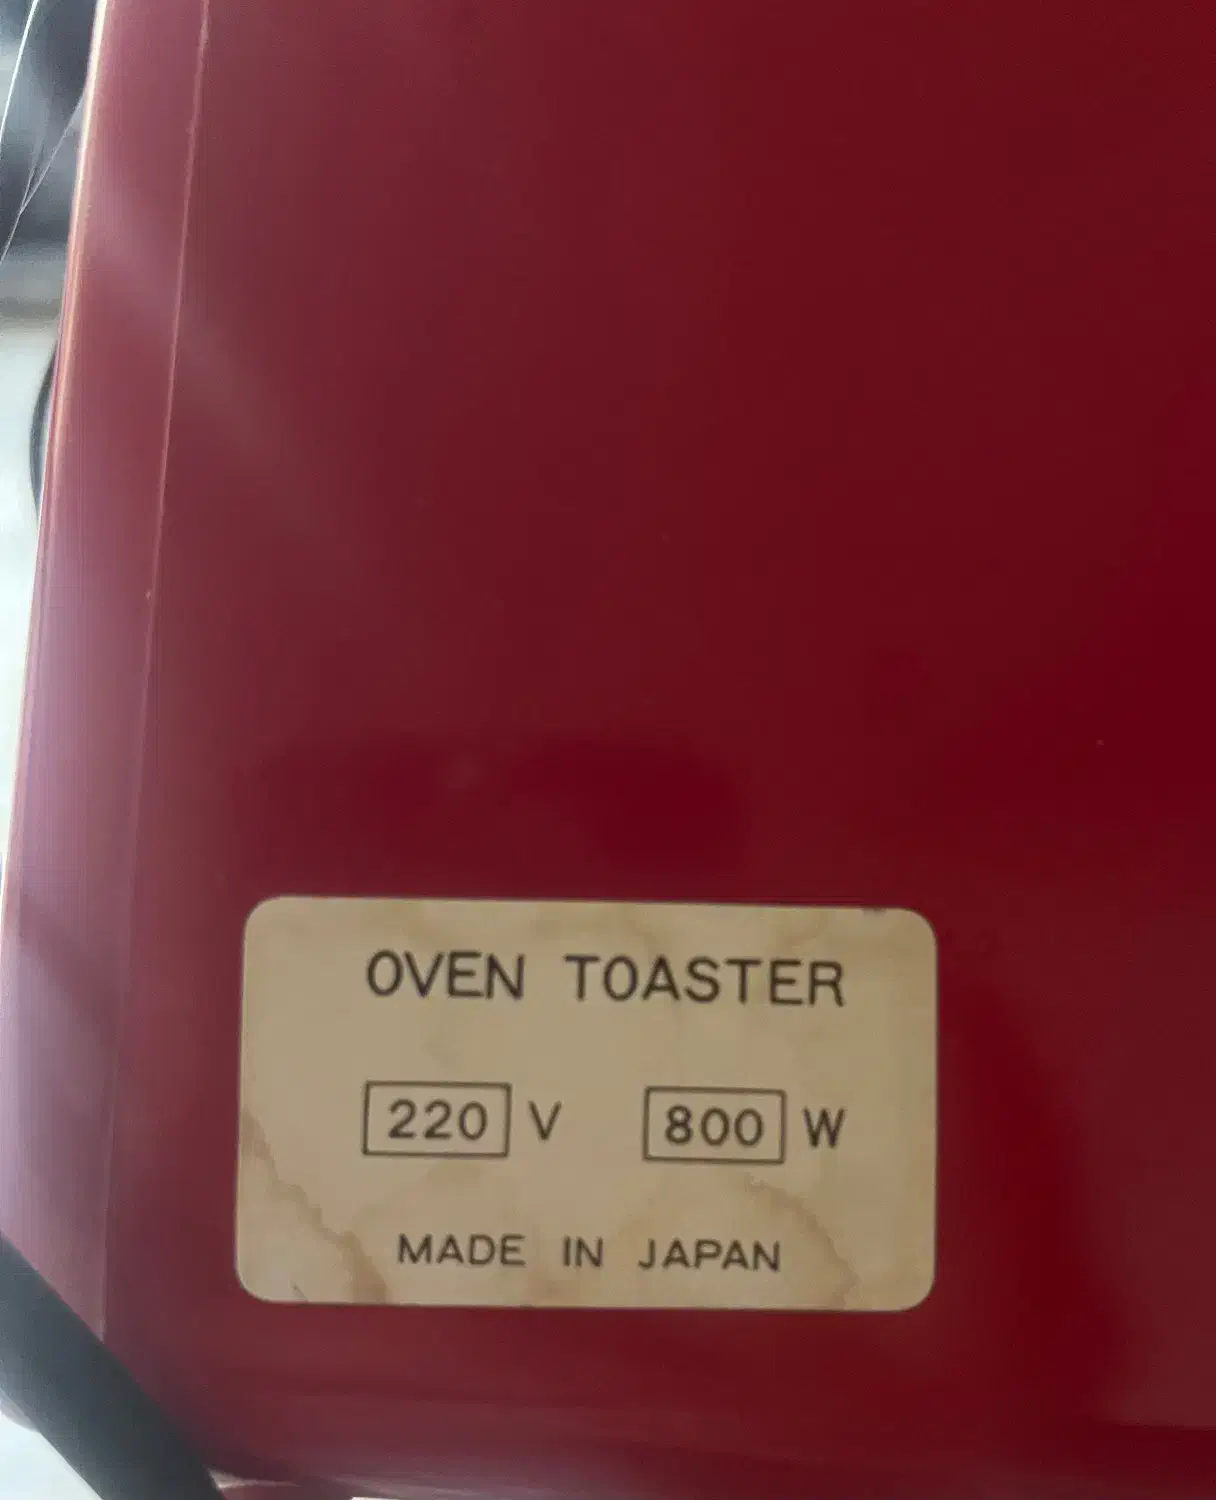 OVEN TOASTER
220 V 800 W
MADE IN JAPAN